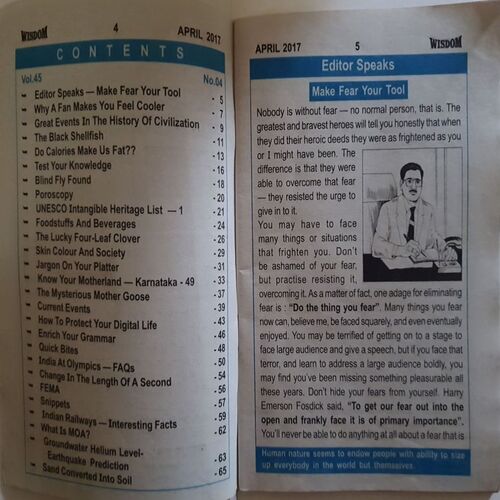 WISDOM 4 APRIL 2017
CONTENTS
Vol.45 No.04
Editor Speaks — Make Fear Your Tool - 5
Why A Fan Makes You Feel Cooler - 7
Great Events In The History Of Civilization - 9
The Black Shellfish - 11
Do Calories Make Us Fat?? - 13
Test Your Knowledge - 16
Blind Fly Found - 18
Poroscopy - 20
UNESCO Intangible Heritage List — 1 - 21
Foodstuffs And Beverages - 24
The Lucky Four-Leaf Clover - 26
Skin Colour And Society - 29
Jargon On Your Platter - 31
Know Your Motherland — Karnataka - 49 - 33
The Mysterious Mother Goose - 37
Current Events - 39
How To Protect Your Digital Life - 43
Enrich Your Grammar - 46
Quick Bites - 48
India At Olympics — FAQs - 50
Change In The Length Of A Second - 54
FEMA - 56
Snippets - 57
Indian Railways — Interesting Facts - 59
What Is MOA? - 62
Groundwater Helium Level-
Earthquake Prediction - 63
Sand Converted Into Soil - 65
APRIL 2017 5 WISDOM
Editor Speaks
Make Fear Your Tool
Nobody is without fear — no normal person, that is. The
greatest and bravest heroes will tell you honestly that when
they did their heroic deeds they were as frightened as you
or I might have been. The
difference is that they were
able to overcome that fear
— they resisted the urge to
give in to it.
You may have to face
many things or situations
that frighten you. Don't
be ashamed of your fear,
but practise resisting it,
overcoming it. As a matter of fact, one adage for eliminating
fear is : "Do the thing you fear". Many things you fear
now can, believe me, be faced squarely, and even eventually
enjoyed. You may be terrified of getting on to a stage to
face large audience and give a speech, but if you face that
terror, and learn to address a large audience boldly, you
may find you've been missing something pleasurable all
these years. Don't hide your fears from yourself. Harry
Emerson Fosdick said, "To get our fear out into the
open and frankly face it is of primary importance".
You'll never be able to do anything at all about a fear that is
Human nature seems to endow people with ability to size
up everybody in the world but themselves.